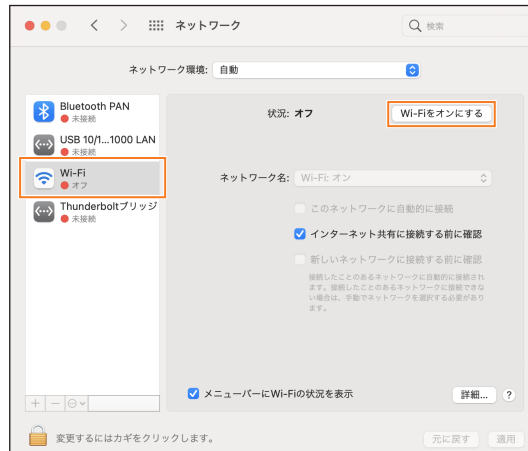 ネットワーク
検索
ネットワーク環境: 自動
Bluetooth PAN
未接続
USB 10/1...1000 LAN
未接続
Wi-Fi
オフ
Thunderboltブリッジ
未接続
状況: オフ
Wi-Fiをオンにする
ネットワーク名: Wi-Fi: オン
このネットワークに自動的に接続
インターネット共有に接続する前に確認
新しいネットワークに接続する前に確認
接続したことのあるネットワークに自動的に接続され
ます。接続したことのあるネットワークに接続できな
い場合は、手動でネットワークを選択する必要があり
ます。
メニューバーにWi-Fiの状況を表示
詳細... ?
変更するにはカギをクリックします。
元に戻す 適用